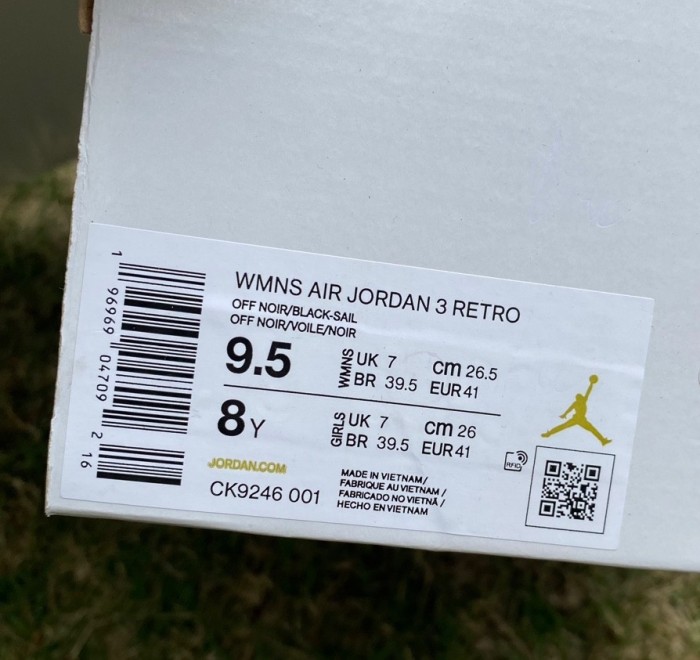 WMNS AIR JORDAN 3 RETRO
OFF NOIR/BLACK-SAIL
OFF NOIR/VOILE/NOIR
9.5 WMNS UK 7 cm 26.5
BR 39.5 EUR 41
8Y GIRLS UK 7 cm 26
BR 39.5 EUR 41
JORDAN.COM
CK9246 001
MADE IN VIETNAM/
FABRIQUE AU VIETNAM /
FABRICADO NO VIETNÃ /
HECHO EN VIETNAM
RFID
1 96969 04709 2 16